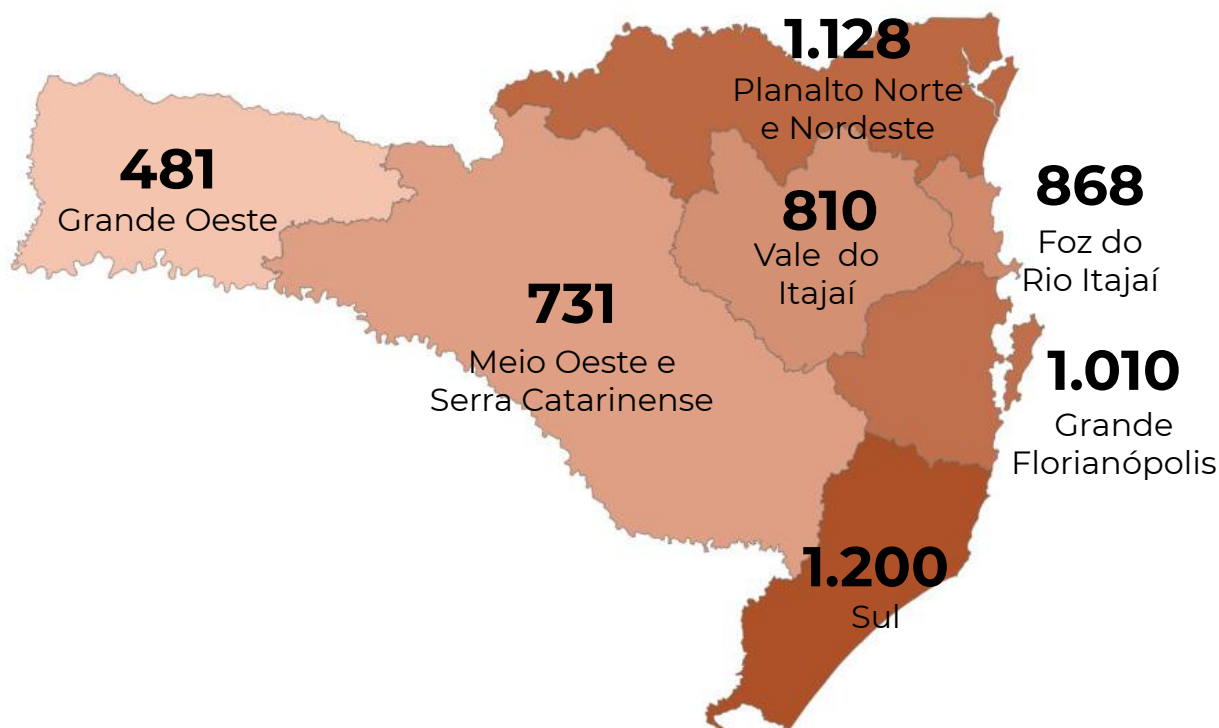 1.128
Planalto Norte
e Nordeste
481
Grande Oeste
868
Foz do
Rio Itajaí
810
Vale do
Itajaí
731
Meio Oeste e
Serra Catarinense
1.010
Grande
Florianópolis
1.200
Sul